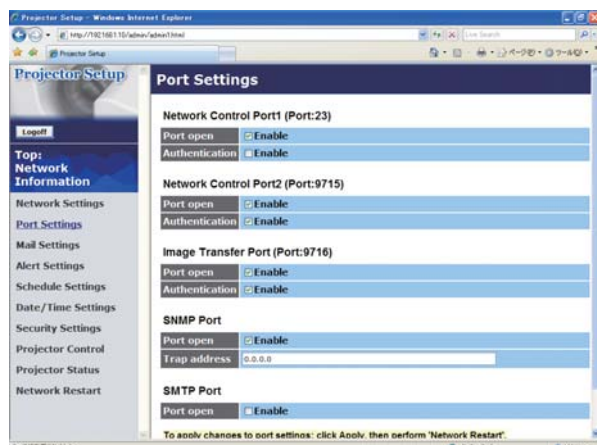 Projector Setup - Windows Internet Explorer
Live Search
Projector Setup
Projector Setup
Logoff
Top:
Network
Information
Network Settings
Port Settings
Mail Settings
Alert Settings
Schedule Settings
Date/Time Settings
Security Settings
Projector Control
Projector Status
Network Restart
Port Settings
Network Control Port1 (Port:23)
Port open Enable
Authentication Enable
Network Control Port2 (Port:9715)
Port open Enable
Authentication Enable
Image Transfer Port (Port:9716)
Port open Enable
Authentication Enable
SNMP Port
Port open Enable
Trap address 0.0.0.0
SMTP Port
Port open Enable
To apply changes to port settings: click Apply, then perform 'Network Restart'.